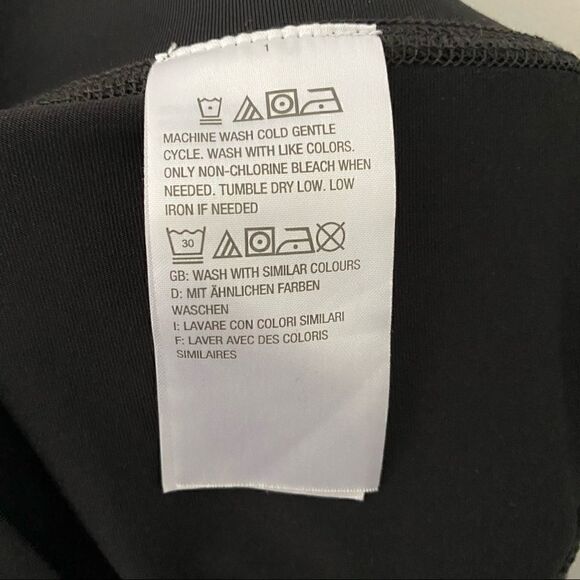 1
MACHINE WASH COLD GENTLE
CYCLE. WASH WITH LIKE COLORS.
ONLY NON-CHLORINE BLEACH WHEN
NEEDED. TUMBLE DRY LOW. LOW
IRON IF NEEDED
30
GB: WASH WITH SIMILAR COLOURS
D: MIT ÄHNLICHEN FARBEN
WASCHEN
I: LAVARE CON COLORI SIMILARI
F: LAVER AVEC DES COLORIS
SIMILAIRES